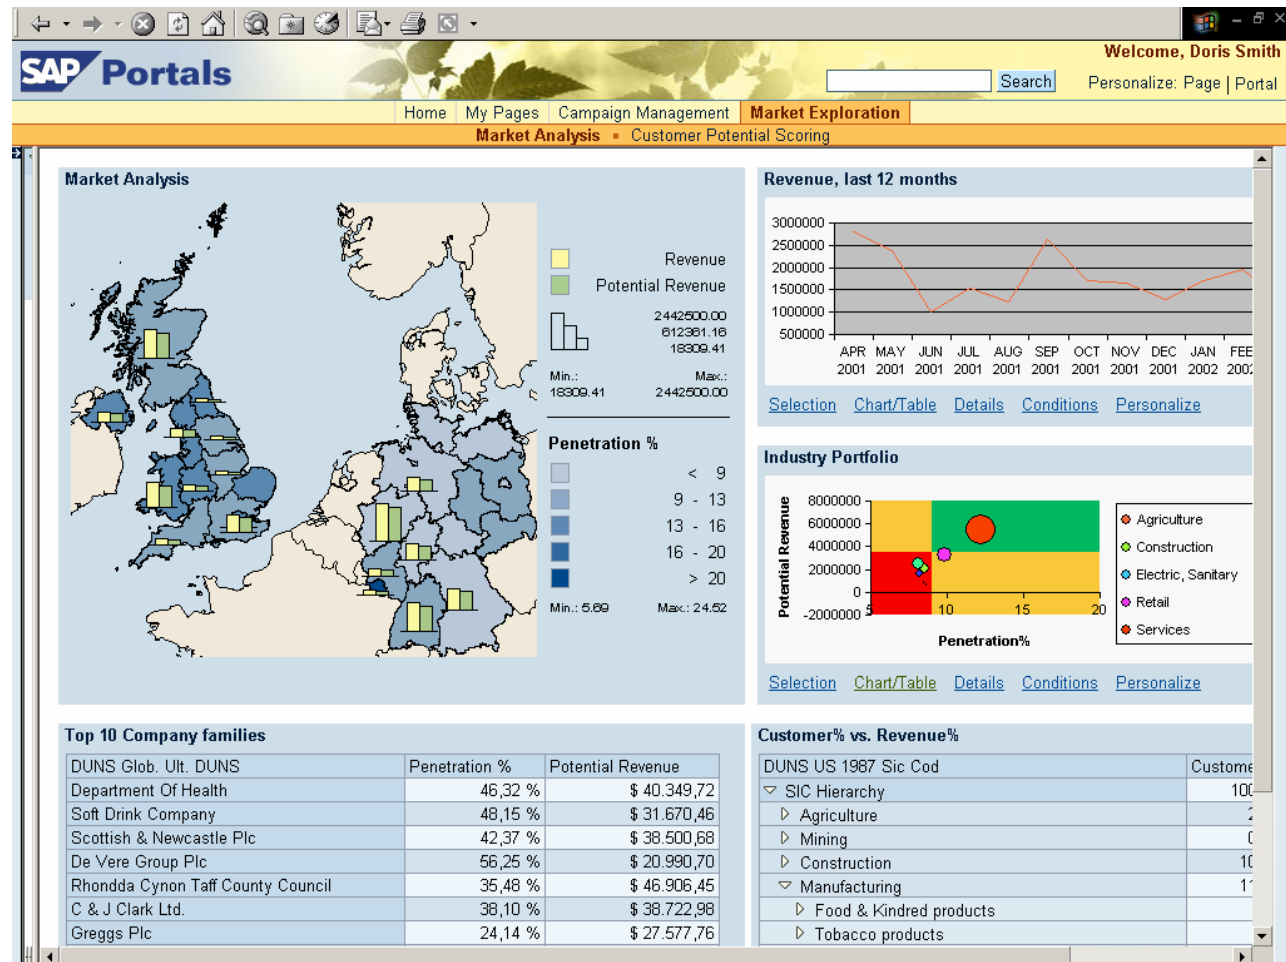 Welcome, Doris Smith
SAP Portals
Search
Personalize: Page | Portal
Home My Pages Campaign Management Market Exploration
Market Analysis ▪ Customer Potential Scoring
Market Analysis
Revenue
Potential Revenue
2442500.00
612361.16
18309.41
Min.: Max.:
18309.41 2442500.00
Penetration %
< 9
9 - 13
13 - 16
16 - 20
> 20
Min.: 5.69 Max.: 24.52
Revenue, last 12 months
3000000
2500000
2000000
1500000
1000000
500000
APR MAY JUN JUL AUG SEP OCT NOV DEC JAN FEE
2001 2001 2001 2001 2001 2001 2001 2001 2001 2002 2002
Selection Chart/Table Details Conditions Personalize
Industry Portfolio
Potential Revenue
8000000
6000000
4000000
2000000
0
-2000000
5 10 15 20
Penetration%
Agriculture
Construction
Electric, Sanitary
Retail
Services
Selection Chart/Table Details Conditions Personalize
Top 10 Company families
DUNS Glob. Ult. DUNS Penetration % Potential Revenue
Department Of Health 46,32 % $ 40.349,72
Soft Drink Company 48,15 % $ 31.670,46
Scottish & Newcastle Plc 42,37 % $ 38.500,68
De Vere Group Plc 56,25 % $ 20.990,70
Rhondda Cynon Taff County Council 35,48 % $ 46.906,45
C & J Clark Ltd. 38,10 % $ 38.722,98
Greggs Plc 24,14 % $ 27.577,76
Customer% vs. Revenue%
DUNS US 1987 Sic Cod Custome
SIC Hierarchy 100
Agriculture 2
Mining 0
Construction 10
Manufacturing 11
Food & Kindred products
Tobacco products